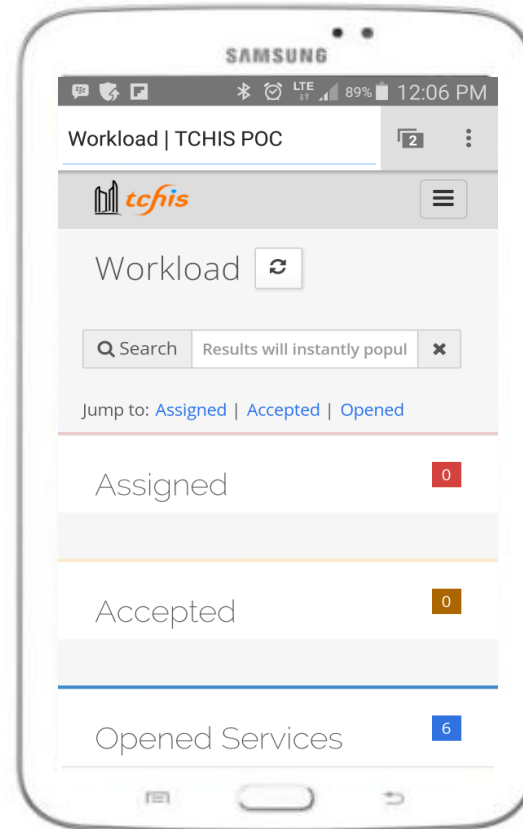 SAMSUNG
LTE 89% 12:06 PM
Workload | TCHIS POC 2
tchis
Workload
Search Results will instantly popul
Jump to: Assigned | Accepted | Opened
Assigned 0
Accepted 0
Opened Services 6